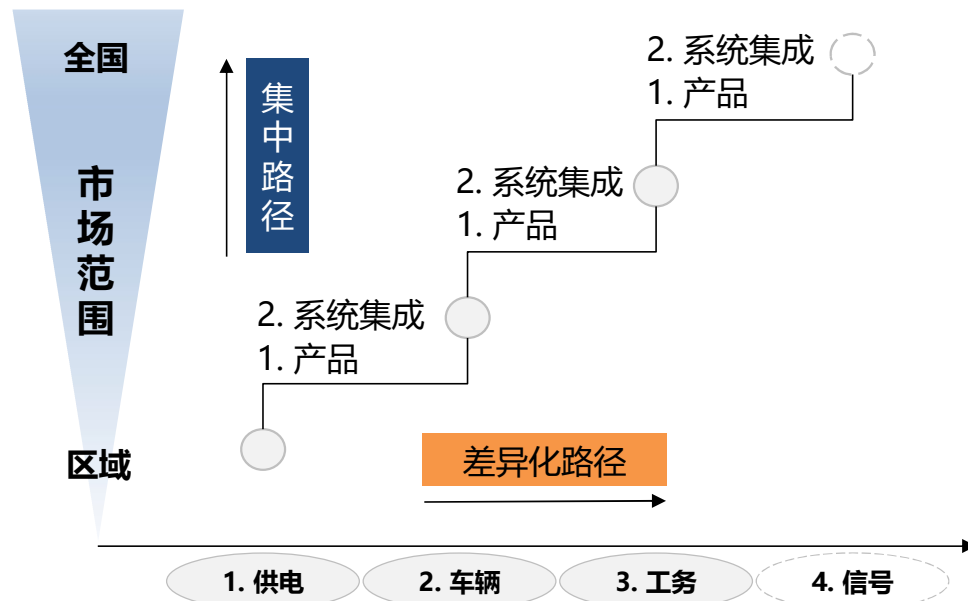 全国
市场范围
区域
集中路径
2. 系统集成
1. 产品
2. 系统集成
1. 产品
2. 系统集成
1. 产品
差异化路径
1. 供电
2. 车辆
3. 工务
4. 信号